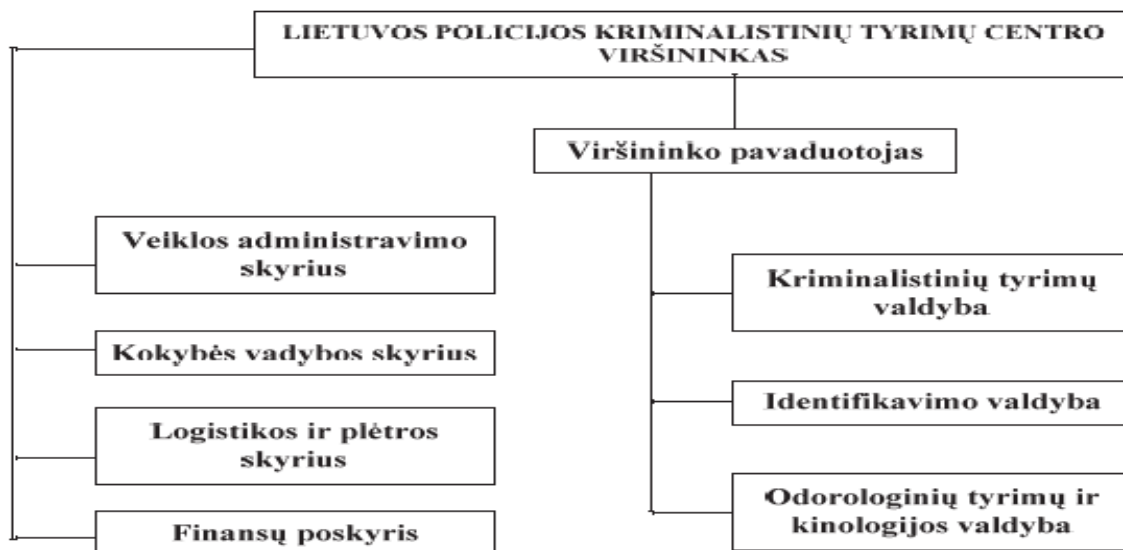 LIETUVOS POLICIJOS KRIMINALISTINIŲ TYRIMŲ CENTRO
VIRŠININKAS
Viršininko pavaduotojas
Veiklos administravimo
skyrius
Kokybės vadybos skyrius
Logistikos ir plėtros
skyrius
Finansų poskyris
Kriminalistinių tyrimų
valdyba
Identifikavimo valdyba
Odorologinių tyrimų ir
kinologijos valdyba